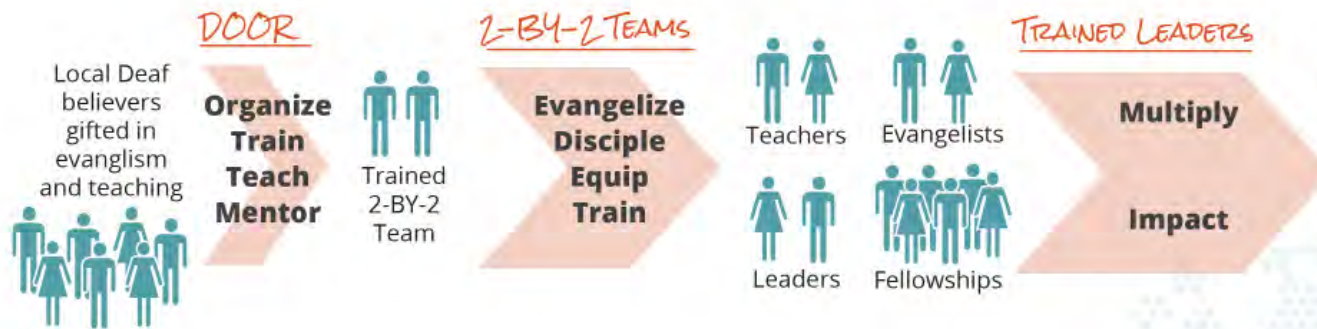 DOOR
Local Deaf
believers
gifted in
evanglism
and teaching
Organize
Train
Teach
Mentor
Trained
2-BY-2
Team
2-BY-2 TEAMS
Evangelize
Disciple
Equip
Train
Teachers
Evangelists
Leaders
Fellowships
TRAINED LEADERS
Multiply
Impact